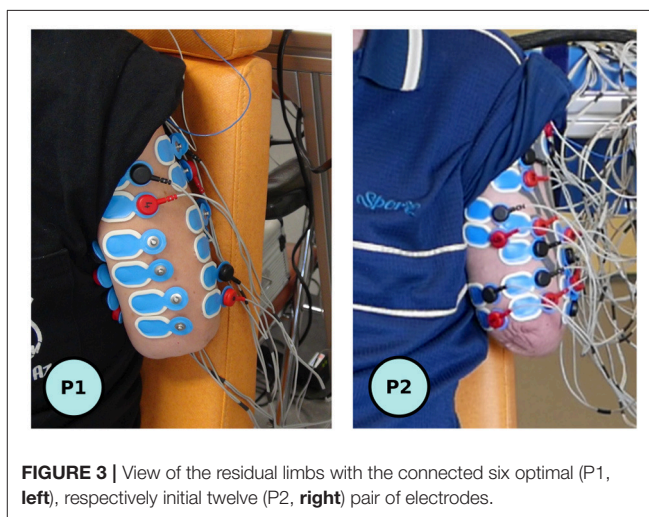 Sports
P1
P2
FIGURE 3 | View of the residual limbs with the connected six optimal (P1,
left), respectively initial twelve (P2, right) pair of electrodes.